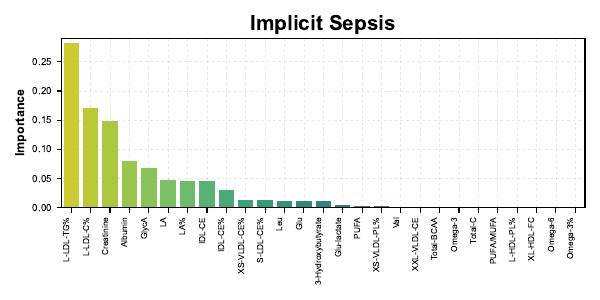 Implicit Sepsis
Importance
0.25
0.20
0.15
0.10
0.05
0.00
L-LDL-TG%
L-LDL-C%
Creatinine
Albumin
GlycA
LA
LA%
IDL-CE
IDL-CE%
XS-VLDL-CE%
S-LDL-CE%
Leu
Glu
3-Hydroxybutyrate
Glu-lactate
PUFA
XS-VLDL-PL%
Val
XXL-VLDL-CE
Total-BCAA
Omega-3
Total-C
PUFA/MUFA
L-HDL-PL%
XL-HDL-FC
Omega-6
Omega-3%